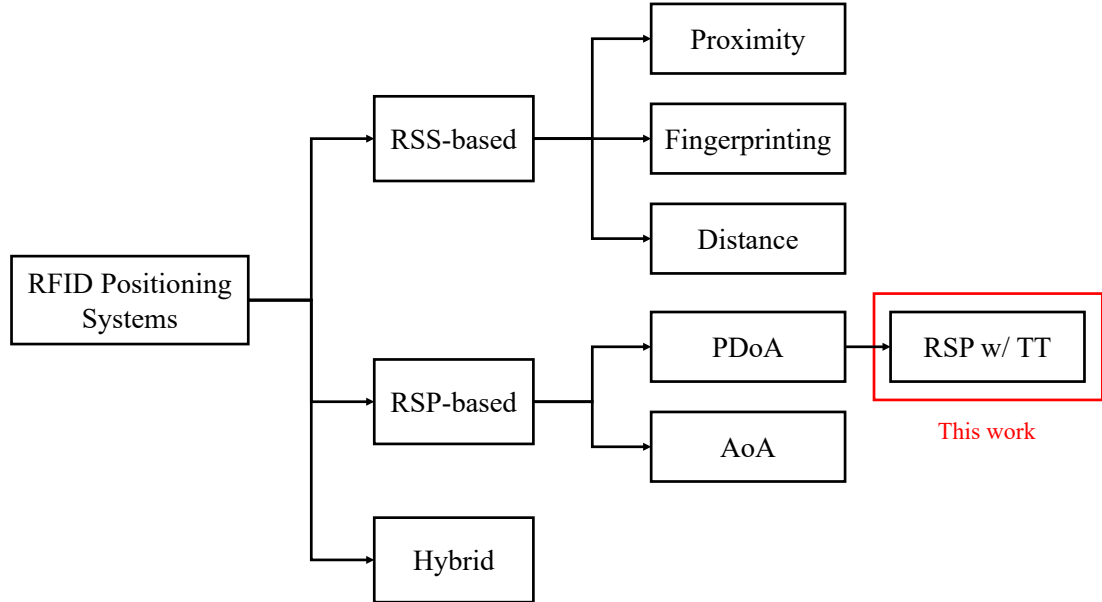 RFID Positioning
Systems
RSS-based
Proximity
Fingerprinting
Distance
RSP-based
PDoA
RSP w/ TT
This work
AoA
Hybrid